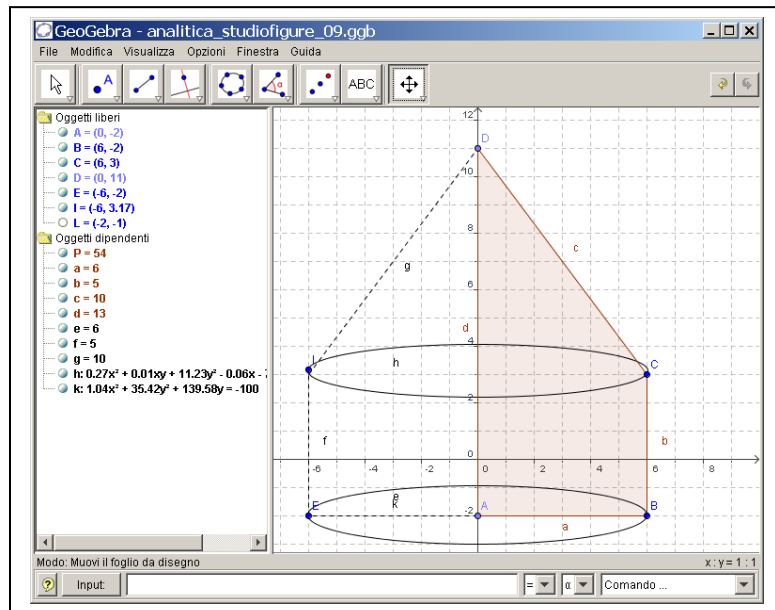 GeoGebra - analitica_studiofigure_09.ggb
File Modifica Visualizza Opzioni Finestra Guida
A ABC
Oggetti liberi
A = (0, -2)
B = (6, -2)
C = (6, 3)
D = (0, 11)
E = (-6, -2)
I = (-6, 3.17)
L = (-2, -1)
Oggetti dipendenti
P = 54
a = 6
b = 5
c = 10
d = 13
e = 6
f = 5
g = 10
h: 0.27x² + 0.01xy + 11.23y² - 0.06x -
k: 1.04x² + 35.42y² + 139.58y = -100
12
D
10
8
c
g
6
d
4
I h C
2
f b
0
-6 -4 -2 0 2 4 6 8
e
k
E -2 A B
a
Modo: Muovi il foglio da disegno x : y = 1 : 1
Input: = α Comando ...